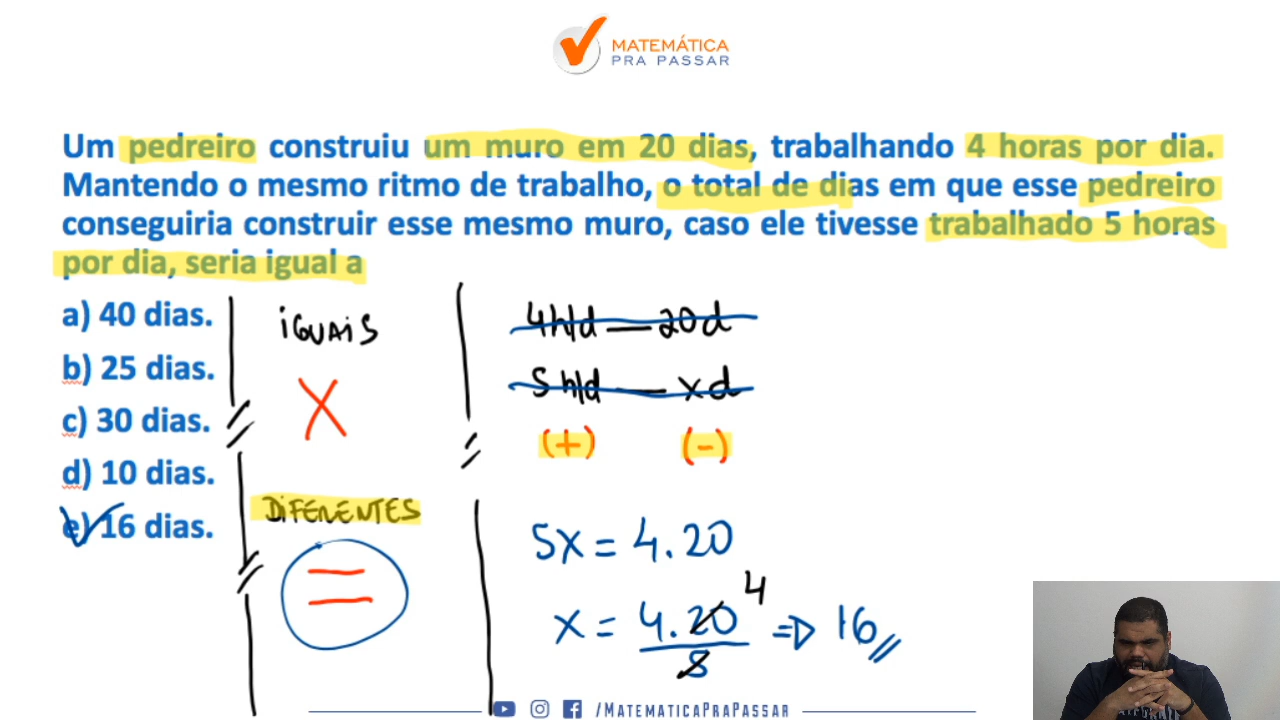 MATEMÁTICA
PRA PASSAR
Um pedreiro construiu um muro em 20 dias, trabalhando 4 horas por dia.
Mantendo o mesmo ritmo de trabalho, o total de dias em que esse pedreiro
conseguiria construir esse mesmo muro, caso ele tivesse trabalhado 5 horas
por dia, seria igual a
a) 40 dias.
b) 25 dias.
c) 30 dias.
d) 10 dias.
e) 16 dias.
iGUAiS
X
DiFERENTES
=
4h/d — 20d
5h/d — xd
(+) (-)
5x = 4.20
x = 4.20/5 4 => 16
/MATEMATICAPRAPASSAR